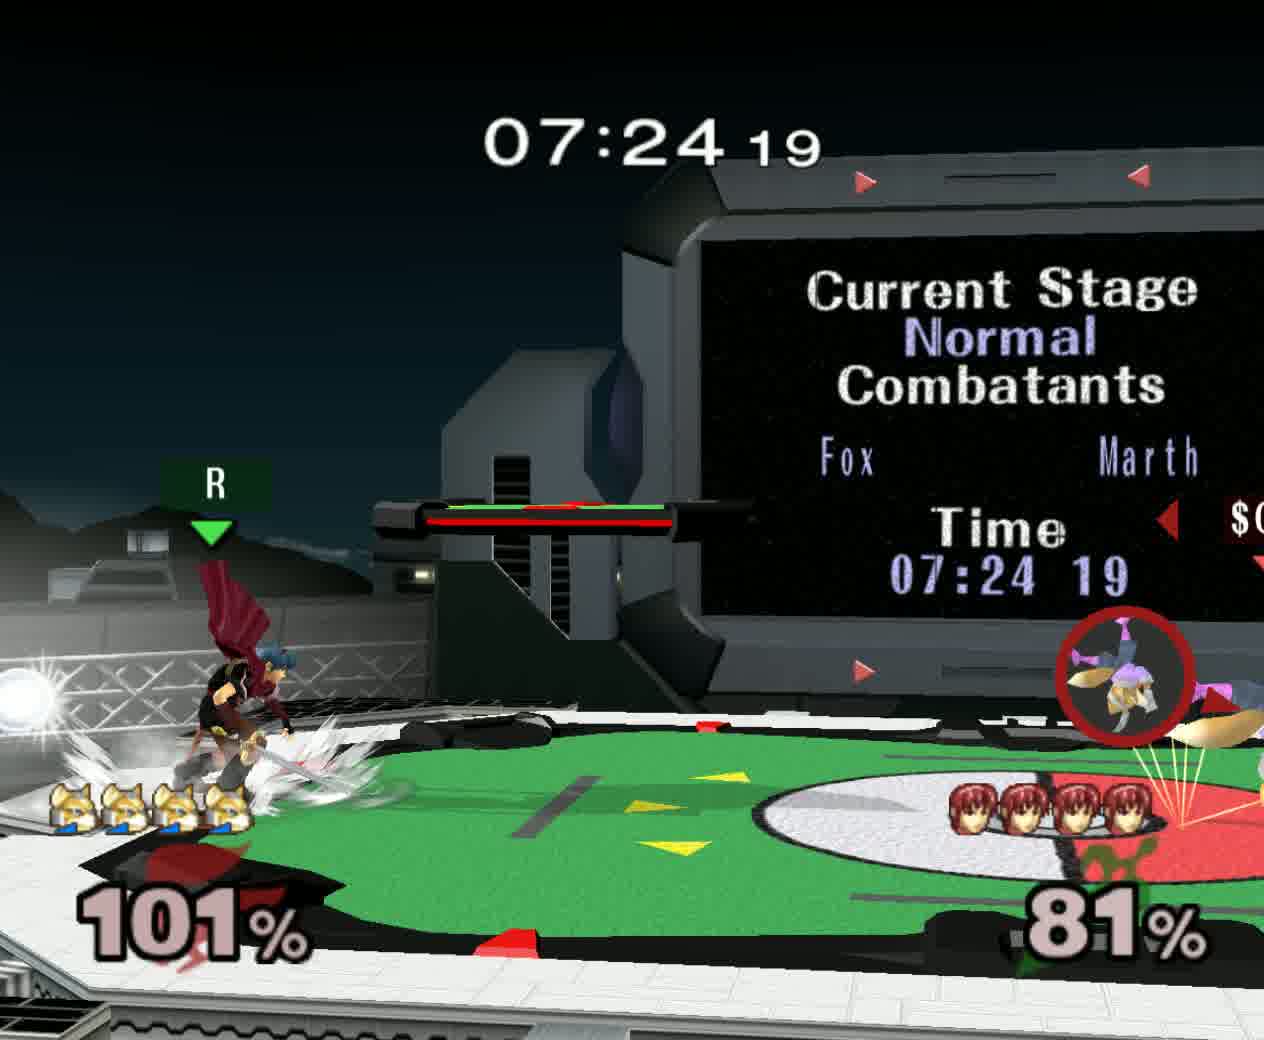 07:24 19
Current Stage
Normal
Combatants
Fox Marth
R
Time
07:24 19
101% 81%